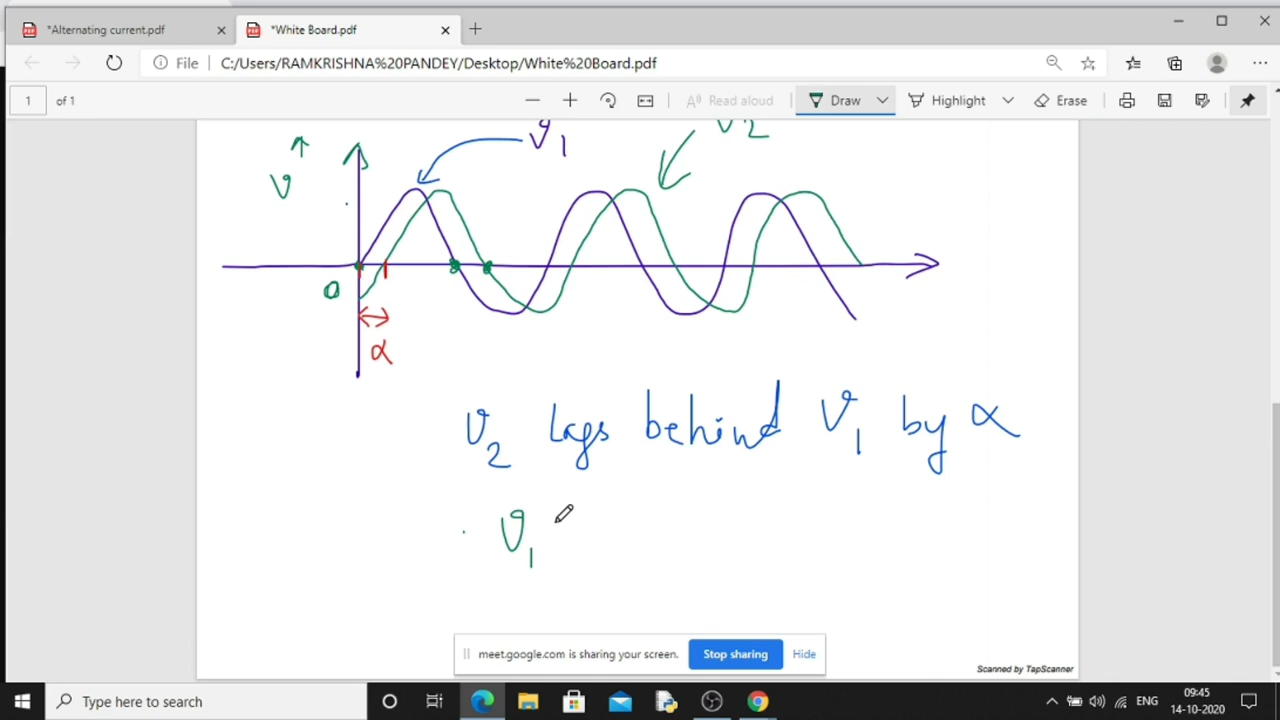 *Alternating current.pdf
*White Board.pdf
File
C:/Users/RAMKRISHNA%20PANDEY/Desktop/White%20Board.pdf
1 of 1
Read aloud
Draw
Highlight
Erase
V1
V2
V
0
α
V2 lags behind V1 by α
V1
meet.google.com is sharing your screen.
Stop sharing
Hide
Scanned by TapScanner
Type here to search
ENG
09:45
14-10-2020